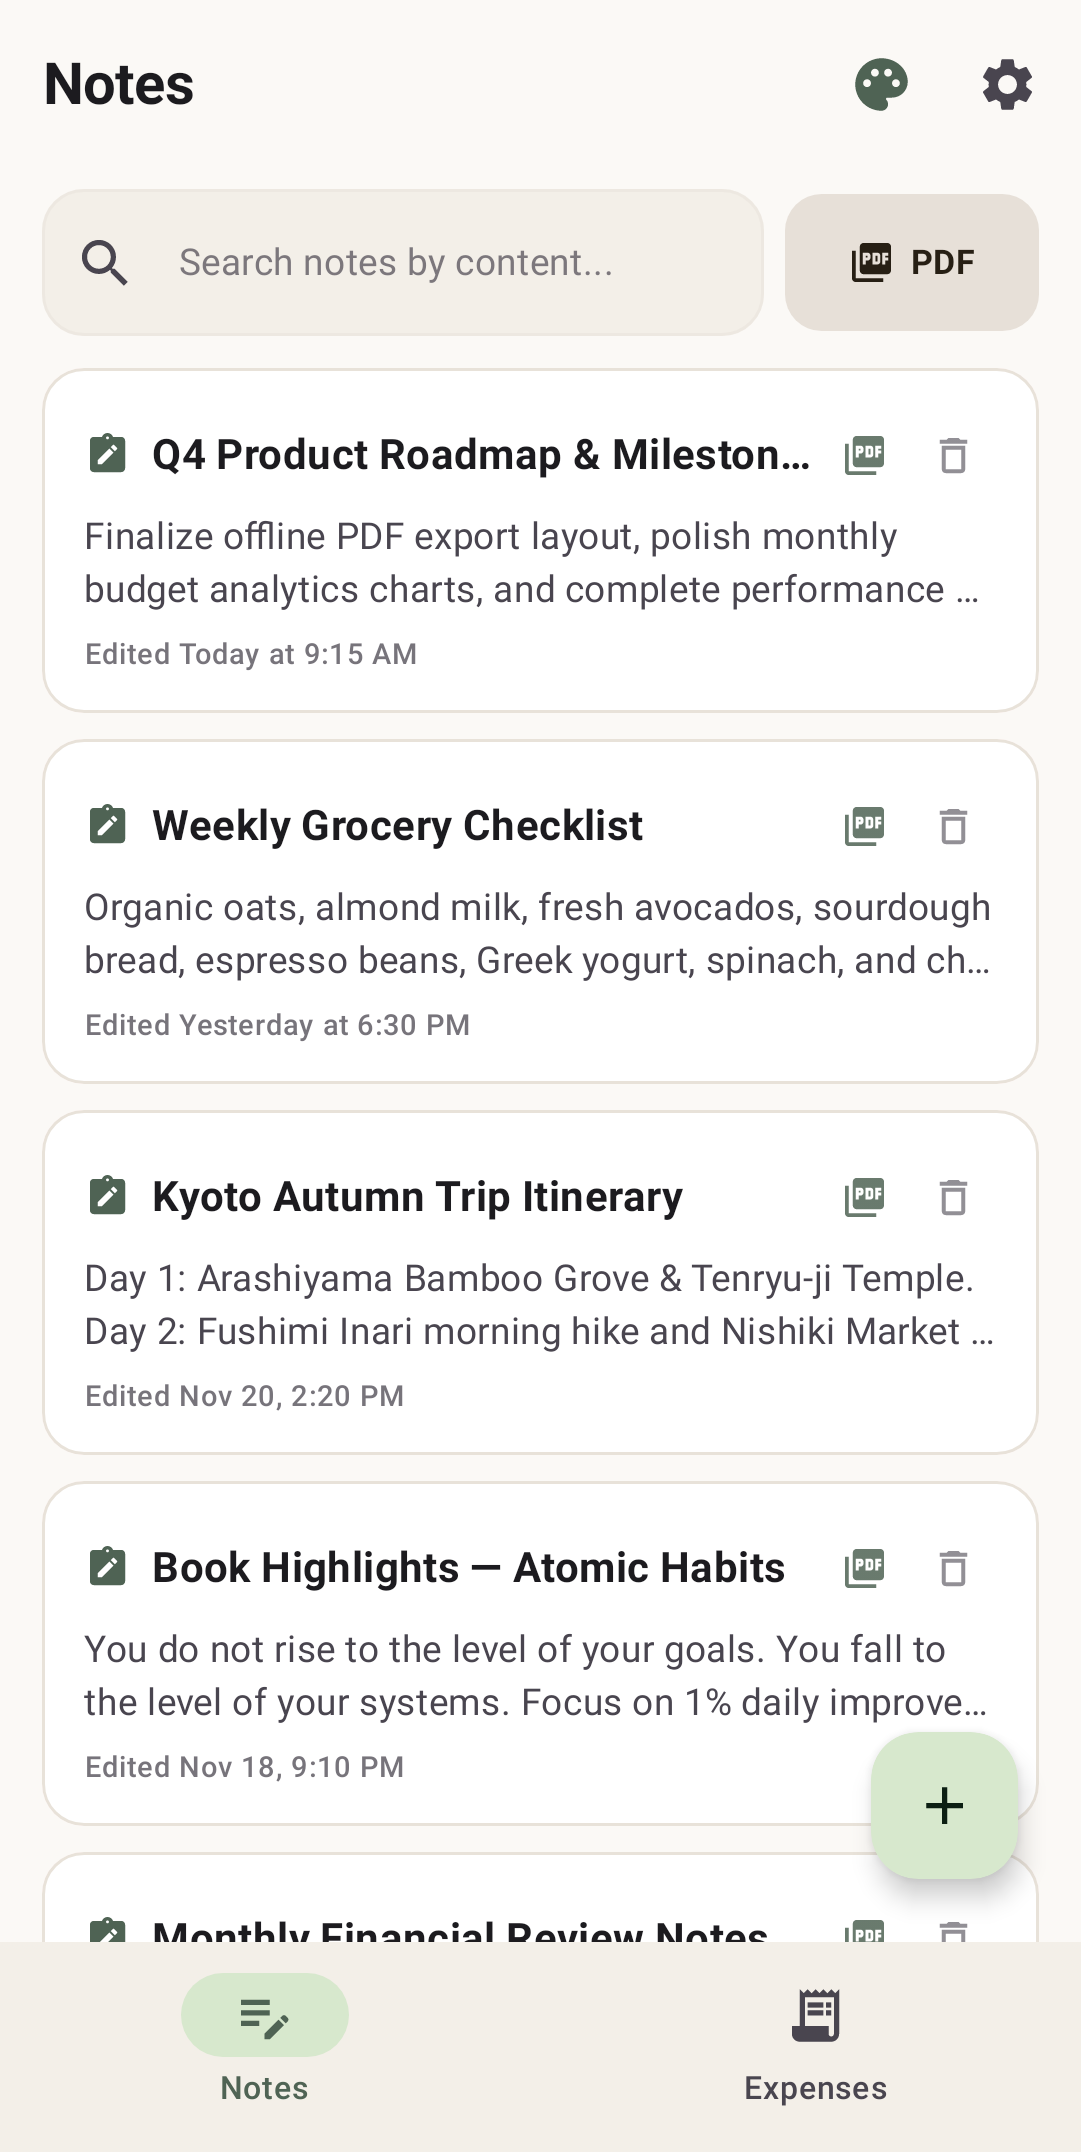 Notes
Search notes by content...
PDF PDF
Q4 Product Roadmap & Mileston... PDF
Finalize offline PDF export layout, polish monthly
budget analytics charts, and complete performance ...
Edited Today at 9:15 AM
Weekly Grocery Checklist PDF
Organic oats, almond milk, fresh avocados, sourdough
bread, espresso beans, Greek yogurt, spinach, and ch...
Edited Yesterday at 6:30 PM
Kyoto Autumn Trip Itinerary PDF
Day 1: Arashiyama Bamboo Grove & Tenryu-ji Temple.
Day 2: Fushimi Inari morning hike and Nishiki Market ...
Edited Nov 20, 2:20 PM
Book Highlights — Atomic Habits PDF
You do not rise to the level of your goals. You fall to
the level of your systems. Focus on 1% daily improve...
Edited Nov 18, 9:10 PM
Monthly Financial Review Notes PDF
Notes
Expenses